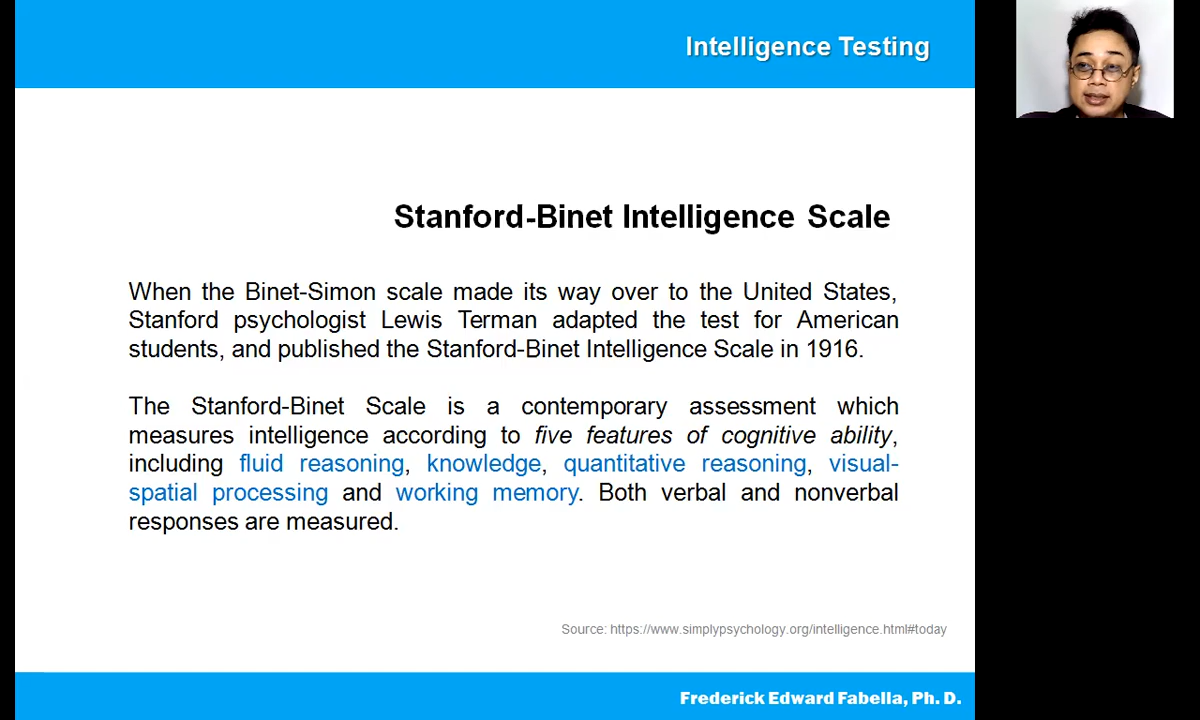 Intelligence Testing
Stanford-Binet Intelligence Scale
When the Binet-Simon scale made its way over to the United States,
Stanford psychologist Lewis Terman adapted the test for American
students, and published the Stanford-Binet Intelligence Scale in 1916.
The Stanford-Binet Scale is a contemporary assessment which
measures intelligence according to five features of cognitive ability,
including fluid reasoning, knowledge, quantitative reasoning, visual-
spatial processing and working memory. Both verbal and nonverbal
responses are measured.
Source: https://www.simplypsychology.org/intelligence.html#today
Frederick Edward Fabella, Ph. D.